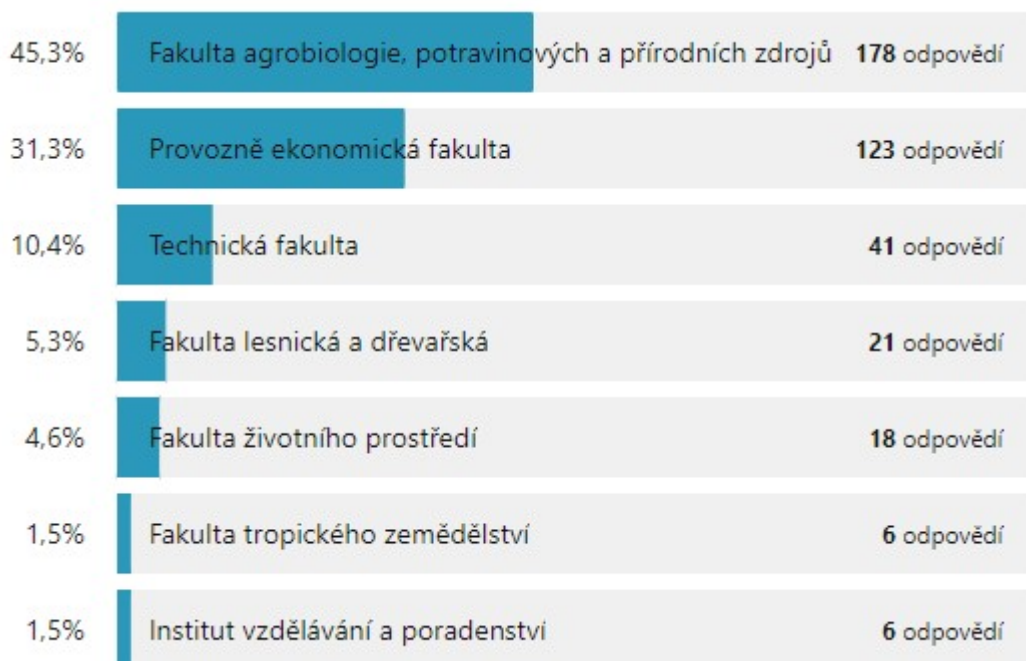 45,3% Fakulta agrobiologie, potravinových a přírodních zdrojů 178 odpovědí
31,3% Provozně ekonomická fakulta 123 odpovědí
10,4% Technická fakulta 41 odpovědí
5,3% Fakulta lesnická a dřevařská 21 odpovědí
4,6% Fakulta životního prostředí 18 odpovědí
1,5% Fakulta tropického zemědělství 6 odpovědí
1,5% Institut vzdělávání a poradenství 6 odpovědí